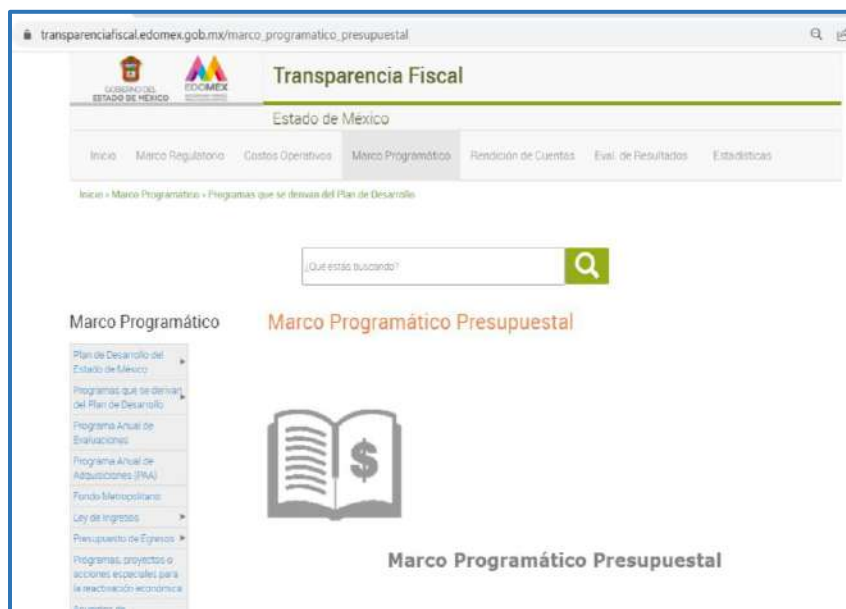 transparenciafiscal.edomex.gob.mx/marco_programatico_presupuestal
GOBIERNO DEL
ESTADO DE MÉXICO
EDOMEX
Transparencia Fiscal
Estado de México
Inicio Marco Regulatorio Costos Operativos Marco Programático Rendición de Cuentas Eval. de Resultados Estadísticas
Inicio » Marco Programático » Programas que se derivan del Plan de Desarrollo
¿Qué estás buscando?
Marco Programático
Marco Programático Presupuestal
Plan de Desarrollo del
Estado de México
Programas que se derivan
del Plan de Desarrollo
Programa Anual de
Evaluaciones
Programa Anual de
Adquisiciones (PAA)
Fondo Metropolitano
Ley de Ingresos
Presupuesto de Egresos
Programas, proyectos o
acciones especiales para
la reactivación económica
$
Marco Programático Presupuestal